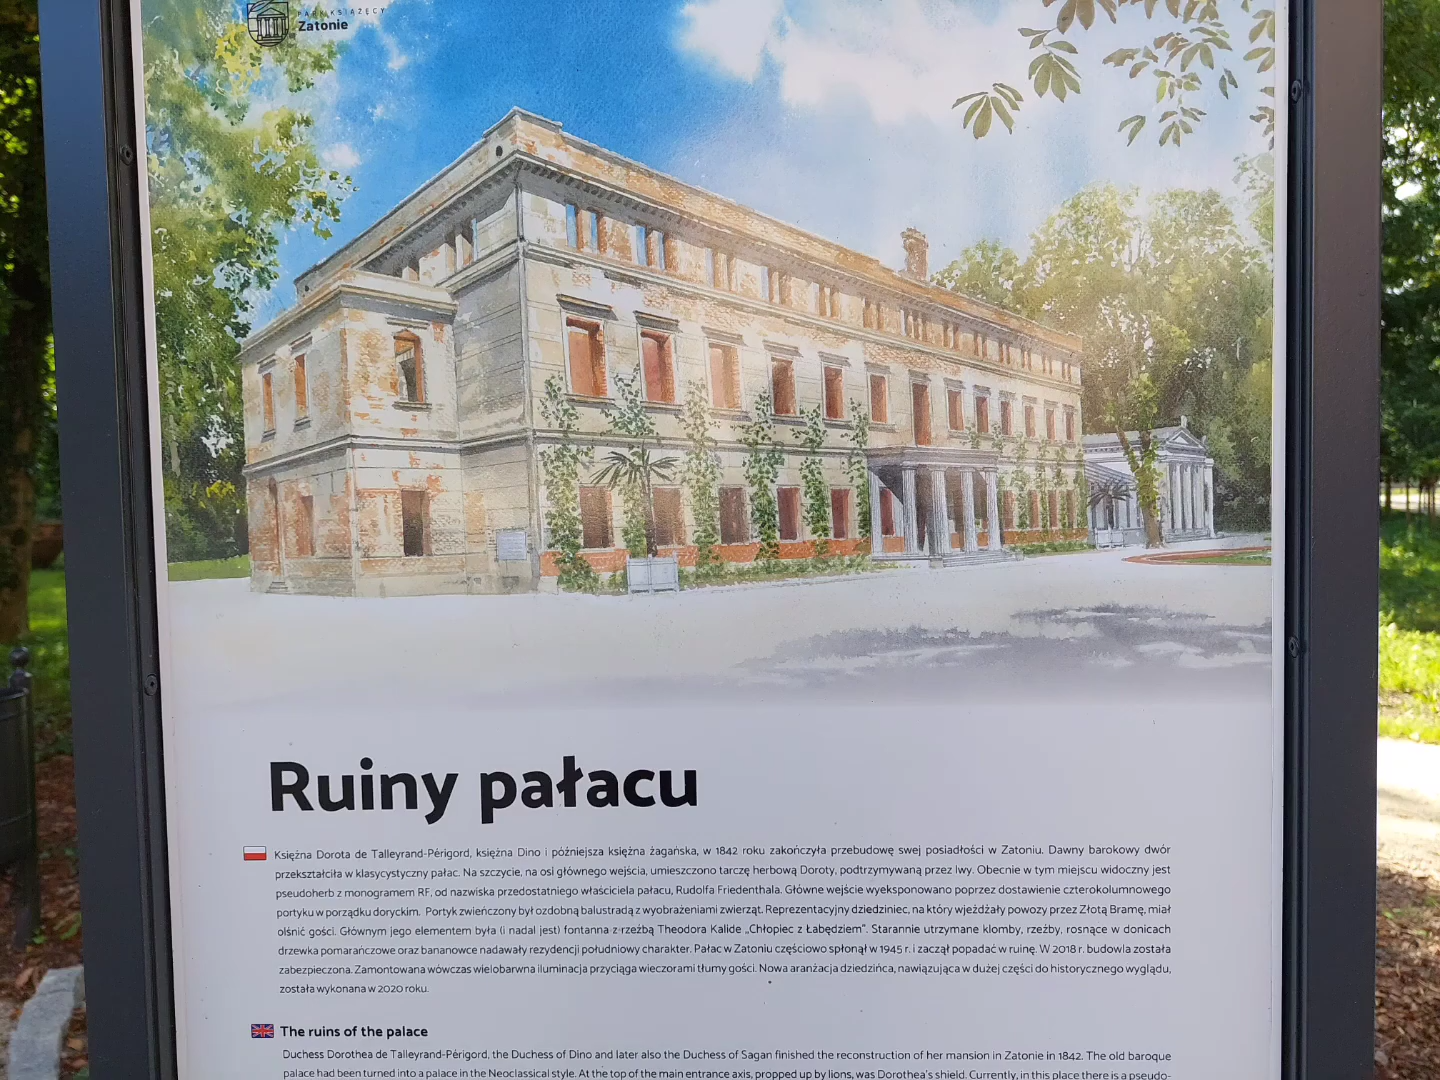 PARK KSIĄŻĘCY
Zatonie
Ruiny pałacu
Księżna Dorota de Talleyrand-Périgord, księżna Dino i późniejsza księżna żagańska, w 1842 roku zakończyła przebudowę swej posiadłości w Zatoniu. Dawny barokowy dwór
przekształciła w klasycystyczny pałac. Na szczycie, na osi głównego wejścia, umieszczono tarczę herbową Doroty, podtrzymywaną przez lwy. Obecnie w tym miejscu widoczny jest
pseudoherb z monogramem RF, od nazwiska przedostatniego właściciela pałacu, Rudolfa Friedenthala. Główne wejście wyeksponowano poprzez dostawienie czterokolumnowego
portyku w porządku doryckim. Portyk zwieńczony był ozdobną balustradą z wyobrażeniami zwierząt. Reprezentacyjny dziedziniec, na który wjeżdżały powozy przez Złotą Bramę, miał
olśnić gości. Głównym jego elementem była (i nadal jest) fontanna z rzeźbą Theodora Kalide „Chłopiec z Łabędziem”. Starannie utrzymane klomby, rzeźby, rosnące w donicach
drzewka pomarańczowe oraz bananowce nadawały rezydencji południowy charakter. Pałac w Zatoniu częściowo spłonął w 1945 r. i zaczął popadać w ruinę. W 2018 r. budowla została
zabezpieczona. Zamontowana wówczas wielobarwna iluminacja przyciąga wieczorami tłumy gości. Nowa aranżacja dziedzińca, nawiązująca w dużej części do historycznego wyglądu,
została wykonana w 2020 roku.
The ruins of the palace
Duchess Dorothea de Talleyrand-Périgord, the Duchess of Dino and later also the Duchess of Sagan finished the reconstruction of her mansion in Zatonie in 1842. The old baroque
palace had been turned into a palace in the Neoclassical style. At the top of the main entrance axis, propped up by lions, was Dorothea's shield. Currently, in this place there is a pseudo-